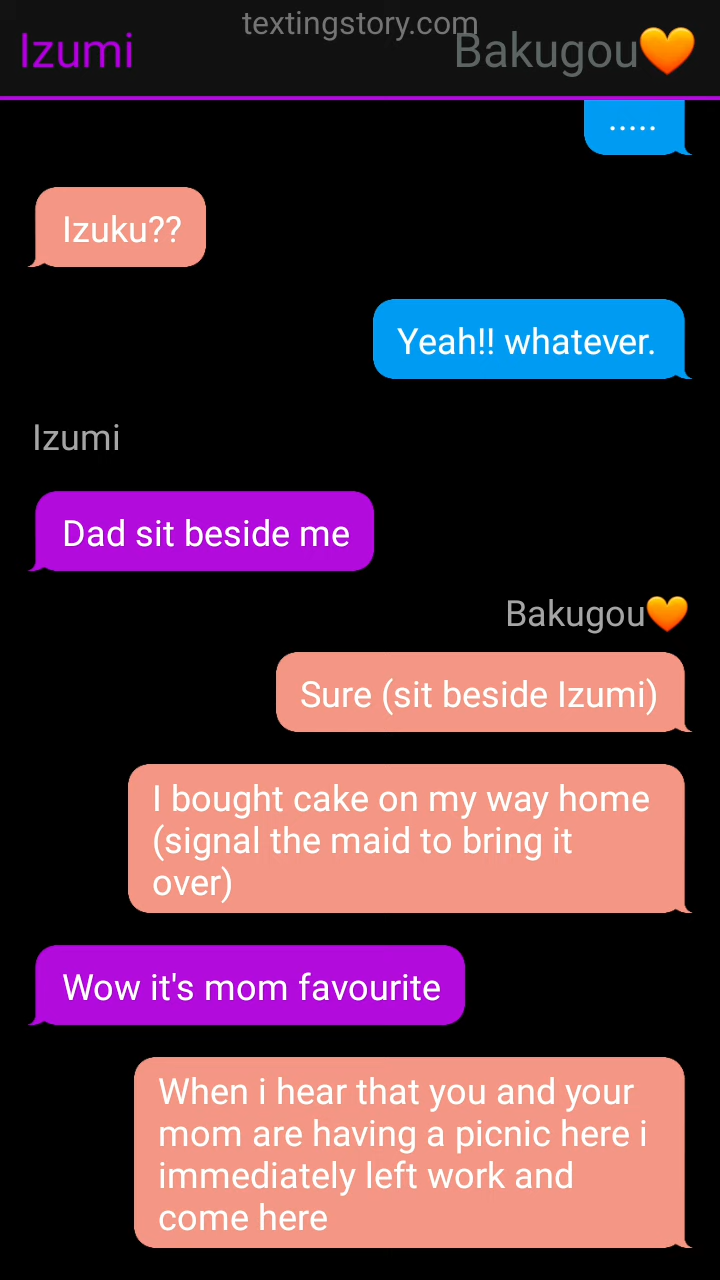 textingstory.com
Izumi
Bakugou🧡
.....
Izuku??
Yeah!! whatever.
Izumi
Dad sit beside me
Bakugou🧡
Sure (sit beside Izumi)
I bought cake on my way home
(signal the maid to bring it
over)
Wow it's mom favourite
When i hear that you and your
mom are having a picnic here i
immediately left work and
come here